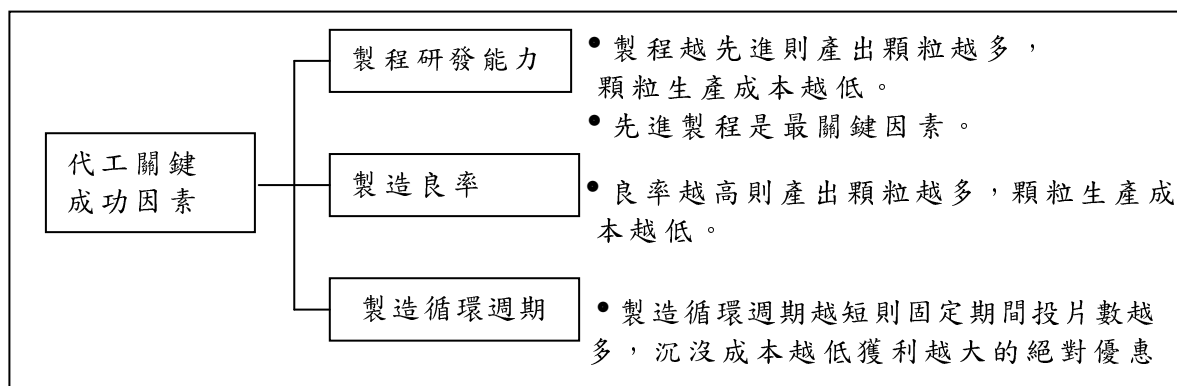 代工關鍵
成功因素
製程研發能力
•製程越先進則產出顆粒越多，
顆粒生產成本越低。
•先進製程是最關鍵因素。
製造良率
•良率越高則產出顆粒越多，顆粒生產成
本越低。
製造循環週期
•製造循環週期越短則固定期間投片數越
多，沉沒成本越低獲利越大的絕對優惠